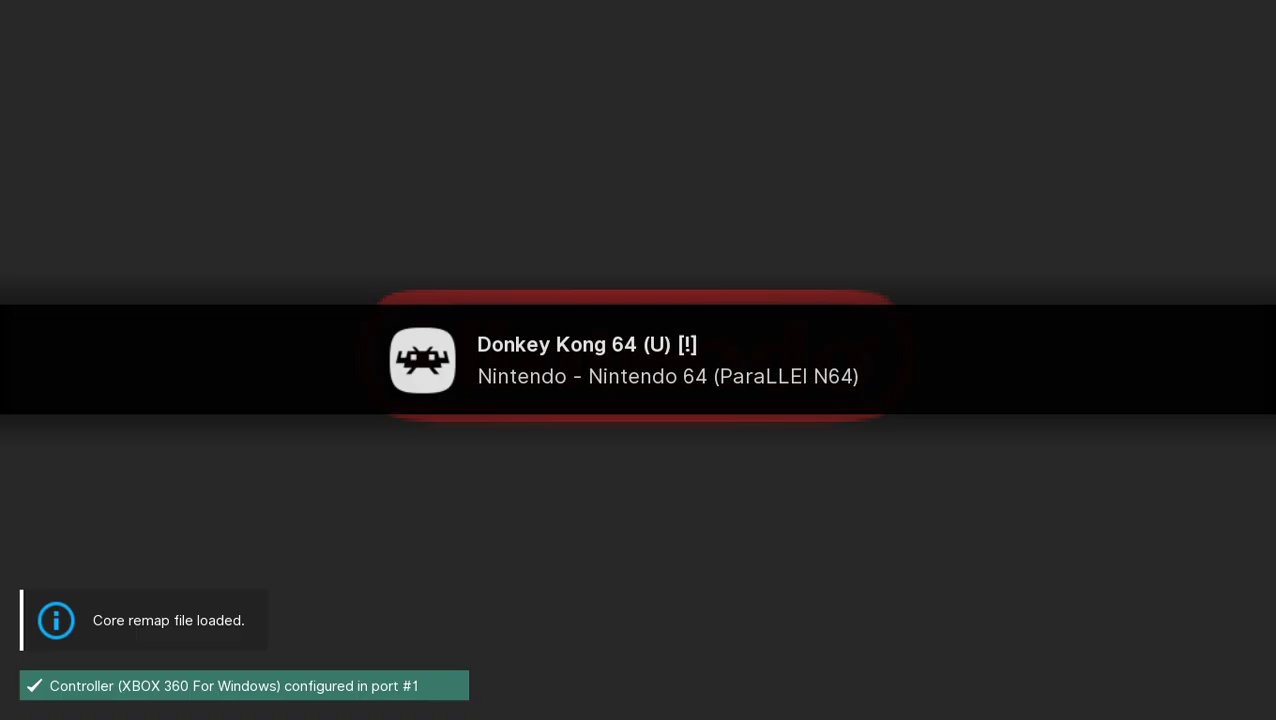 Donkey Kong 64 (U) [!]
Nintendo - Nintendo 64 (ParaLLEl N64)
Core remap file loaded.
Controller (XBOX 360 For Windows) configured in port #1